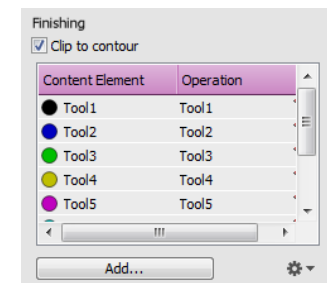 Finishing
Clip to contour
Content Element Operation
Tool1 Tool1
Tool2 Tool2
Tool3 Tool3
Tool4 Tool4
Tool5 Tool5
Add...